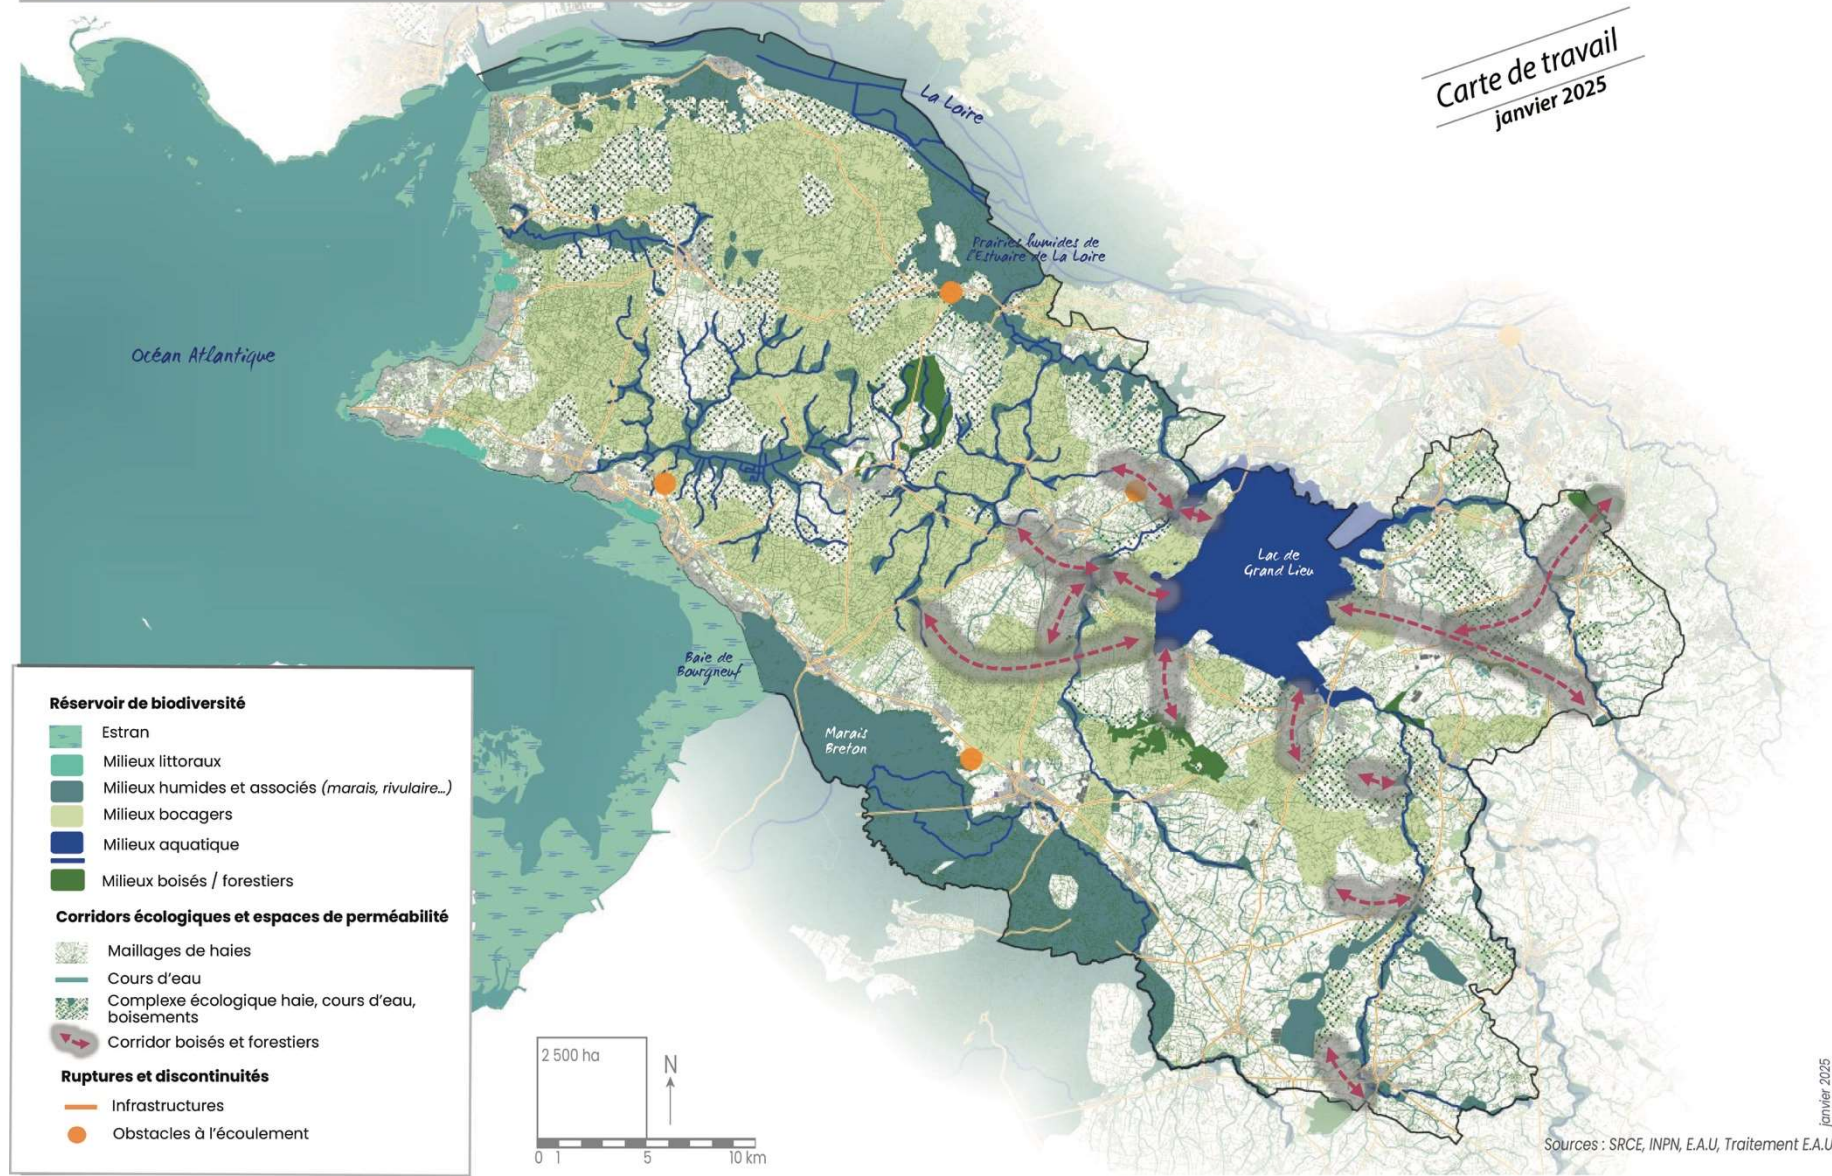 Carte de travail
janvier 2025
La Loire
Prairies humides de
l'Estuaire de La Loire
Océan Atlantique
Lac de
Grand Lieu
Baie de
Bourgneuf
Marais
Breton
Réservoir de biodiversité
Estran
Milieux littoraux
Milieux humides et associés (marais, rivulaire...)
Milieux bocagers
Milieux aquatique
Milieux boisés / forestiers
Corridors écologiques et espaces de perméabilité
Maillages de haies
Cours d'eau
Complexe écologique haie, cours d'eau,
boisements
Corridor boisés et forestiers
Ruptures et discontinuités
Infrastructures
Obstacles à l'écoulement
2 500 ha
N
0 1 5 10 km
janvier 2025
Sources : SRCE, INPN, E.A.U, Traitement E.A.U